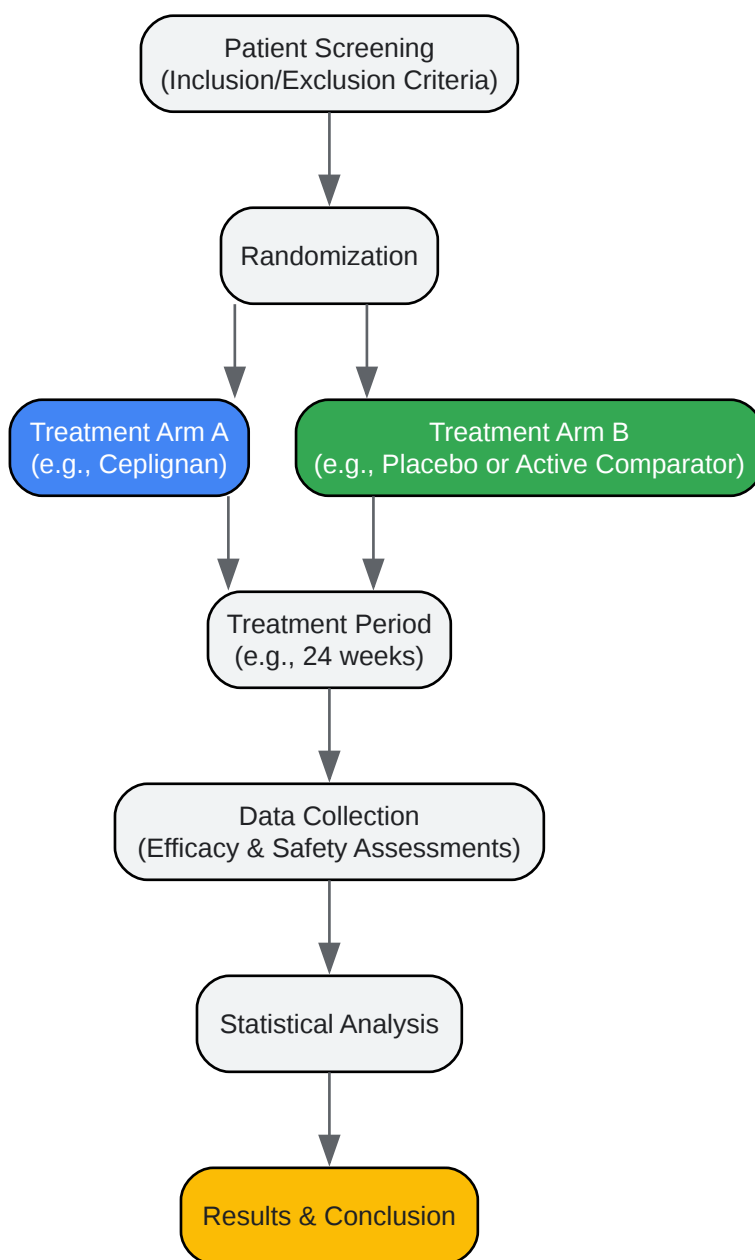 Patient Screening
(Inclusion/Exclusion Criteria)
Randomization
Treatment Arm A
(e.g., Ceplignan)
Treatment Arm B
(e.g., Placebo or Active Comparator)
Treatment Period
(e.g., 24 weeks)
Data Collection
(Efficacy & Safety Assessments)
Statistical Analysis
Results & Conclusion